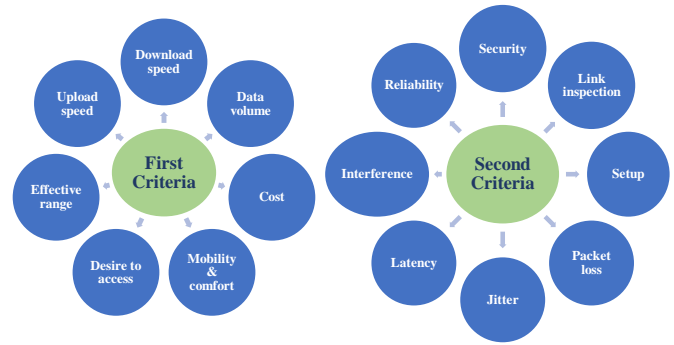 Download
speed
Upload
speed
Data
volume
First
Criteria
Effective
range
Cost
Desire to
access
Mobility
&
comfort
Security
Reliability
Link
inspection
Interference
Second
Criteria
Setup
Latency
Packet
loss
Jitter